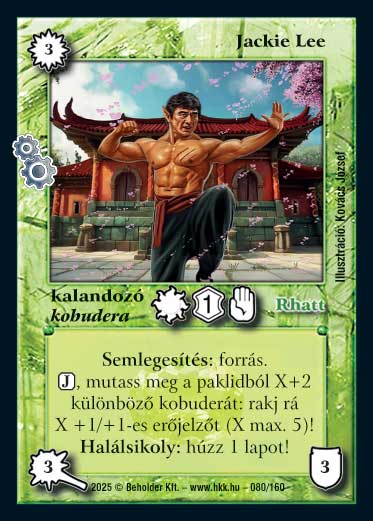 3
Jackie Lee
Illusztráció: Kovács József
kalandozó
kobudera
1
Rhatt
Semlegesítés: forrás.
J, mutass meg a paklidból X+2
különböző kobuderát: rakj rá
X +1/+1-es erőjelzőt (X max. 5)!
Halálsikoly: húzz 1 lapot!
3
2025 © Beholder Kft. – www.hkk.hu – 080/160
3